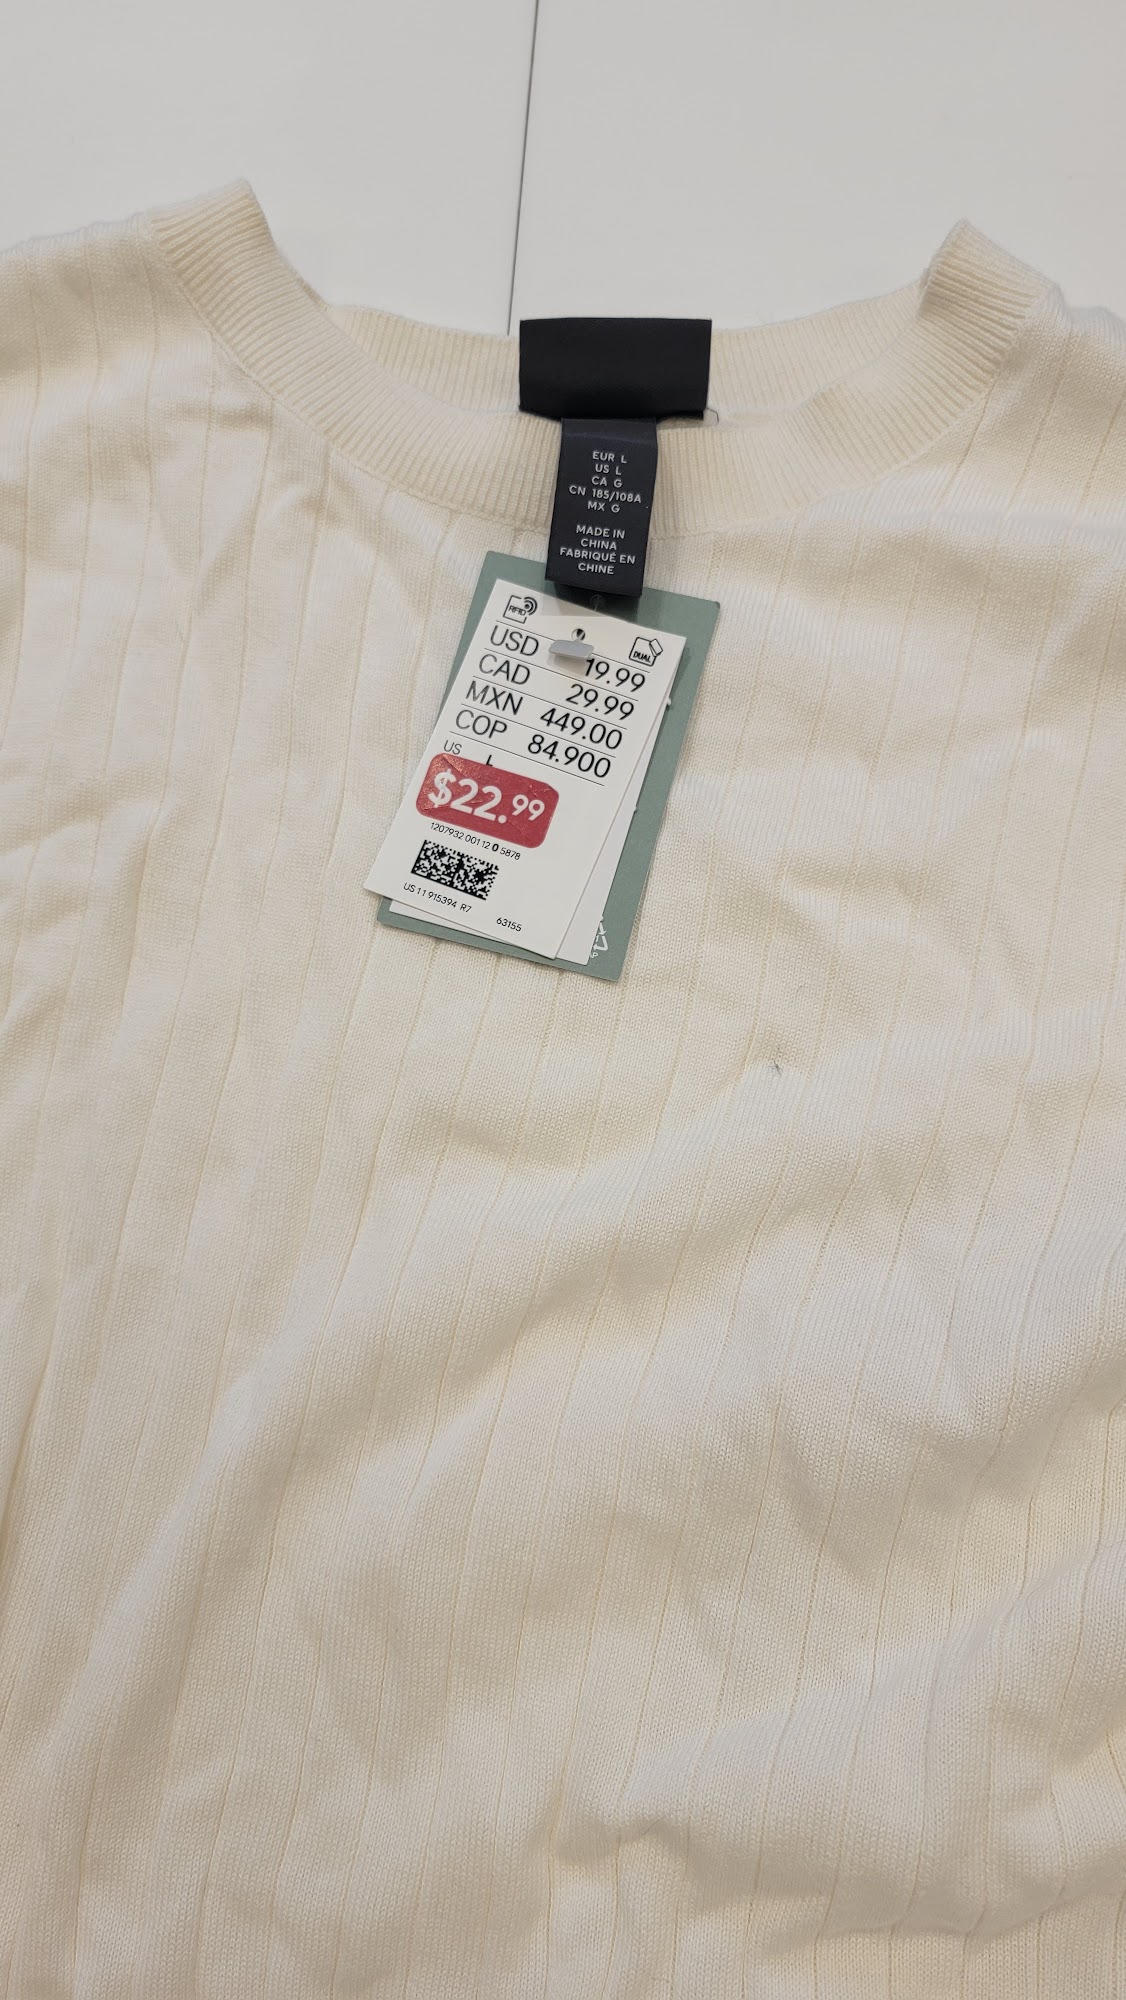 EUR L
US L
CA G
CN 185/108A
MX G
MADE IN
CHINA
FABRIQUÉ EN
CHINE
RFID
DUAL
USD 19.99
CAD 29.99
MXN 449.00
COP 84.900
US L
$22.99
1207932 001 12 0 5878
US 11 915394 R7 63155